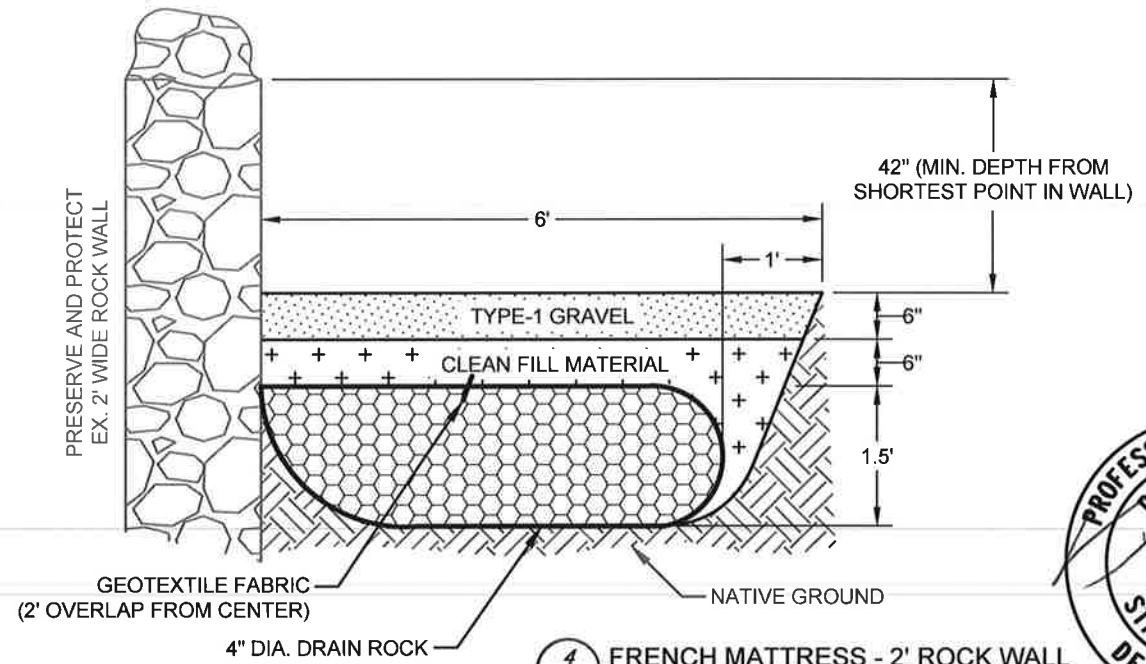 PRESERVE AND PROTECT
EX. 2' WIDE ROCK WALL
42" (MIN. DEPTH FROM
SHORTEST POINT IN WALL)
6'
1'
TYPE-1 GRAVEL
6"
CLEAN FILL MATERIAL
6"
1.5'
GEOTEXTILE FABRIC
(2' OVERLAP FROM CENTER)
NATIVE GROUND
4" DIA. DRAIN ROCK
4
FRENCH MATTRESS - 2' ROCK WALL